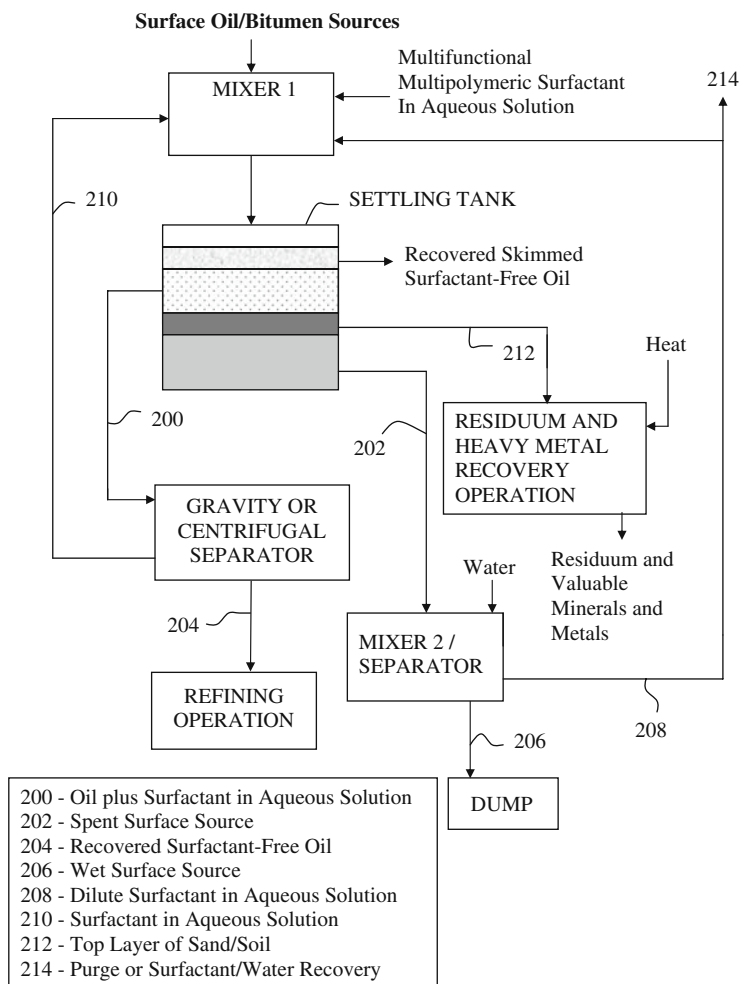 Surface Oil/Bitumen Sources
MIXER 1
Multifunctional
Multipolymeric Surfactant
In Aqueous Solution
214
210
SETTLING TANK
Recovered Skimmed
Surfactant-Free Oil
212
Heat
200
202
RESIDUUM AND
HEAVY METAL
RECOVERY
OPERATION
GRAVITY OR
CENTRIFUGAL
SEPARATOR
Water
Residuum and
Valuable
Minerals and
Metals
204
MIXER 2 /
SEPARATOR
REFINING
OPERATION
206
208
DUMP
200 - Oil plus Surfactant in Aqueous Solution
202 - Spent Surface Source
204 - Recovered Surfactant-Free Oil
206 - Wet Surface Source
208 - Dilute Surfactant in Aqueous Solution
210 - Surfactant in Aqueous Solution
212 - Top Layer of Sand/Soil
214 - Purge or Surfactant/Water Recovery